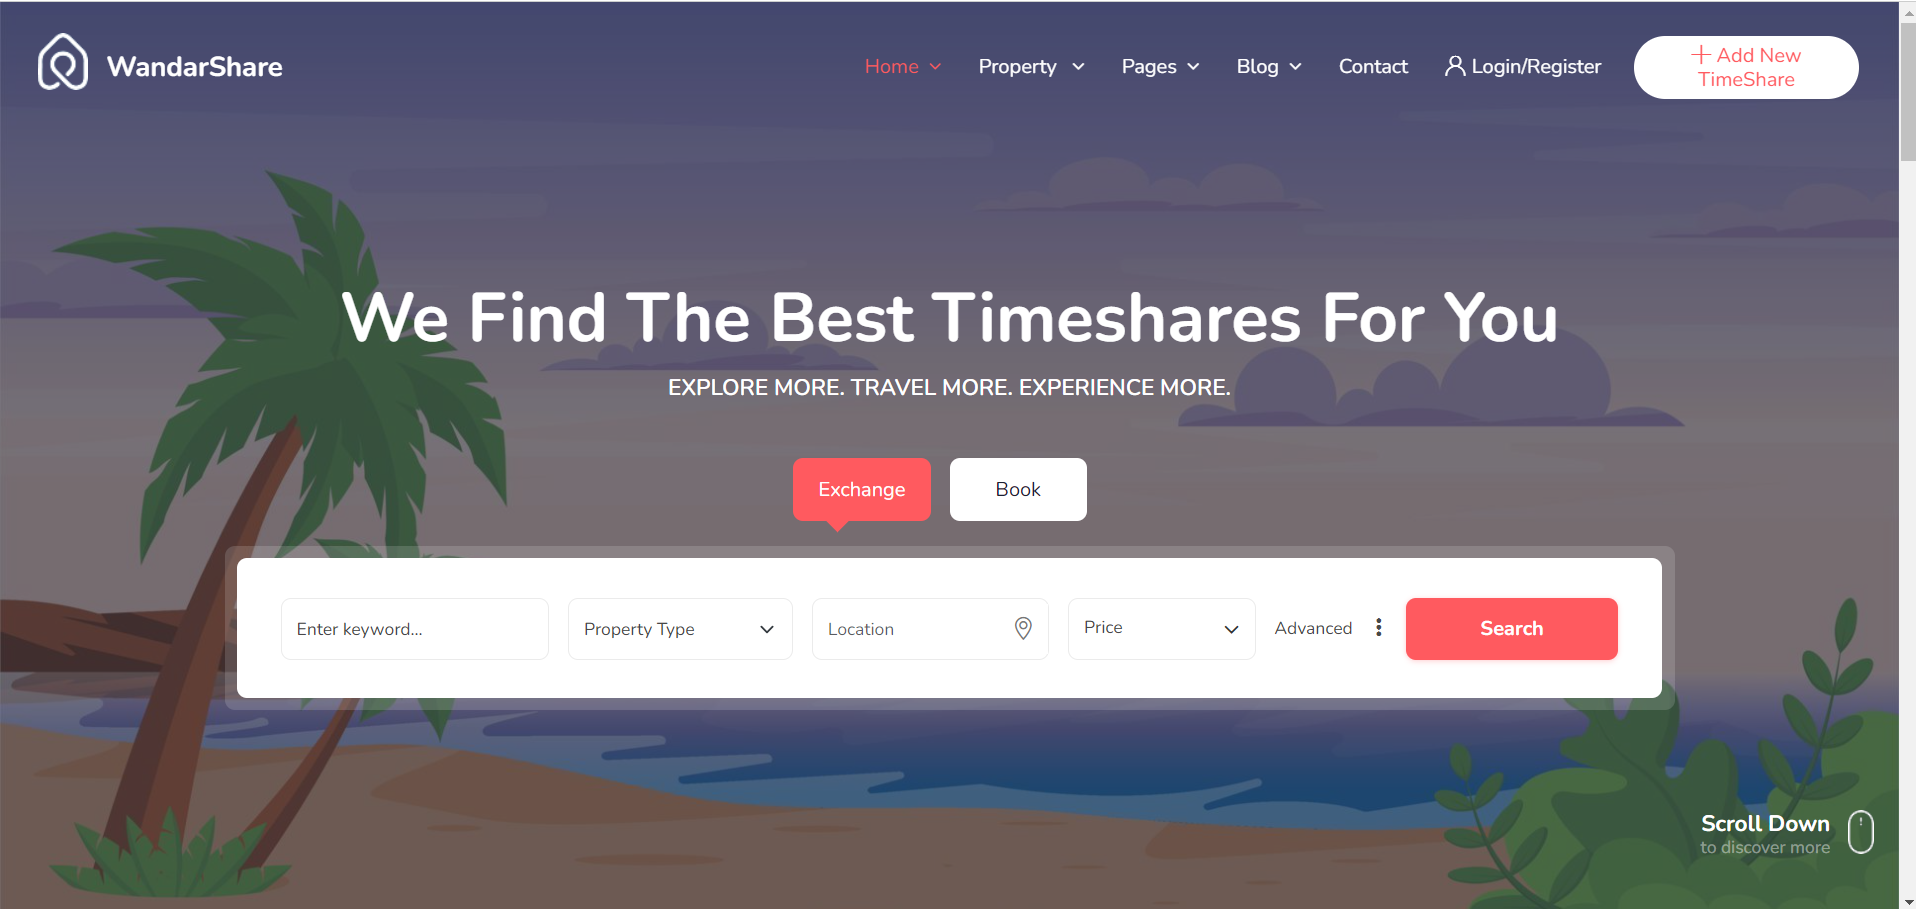 WandarShare
Home
Property
Pages
Blog
Contact
Login/Register
Add New
TimeShare
We Find The Best Timeshares For You
EXPLORE MORE. TRAVEL MORE. EXPERIENCE MORE.
Exchange
Book
Enter keyword...
Property Type
Location
Price
Advanced
Search
Scroll Down
to discover more